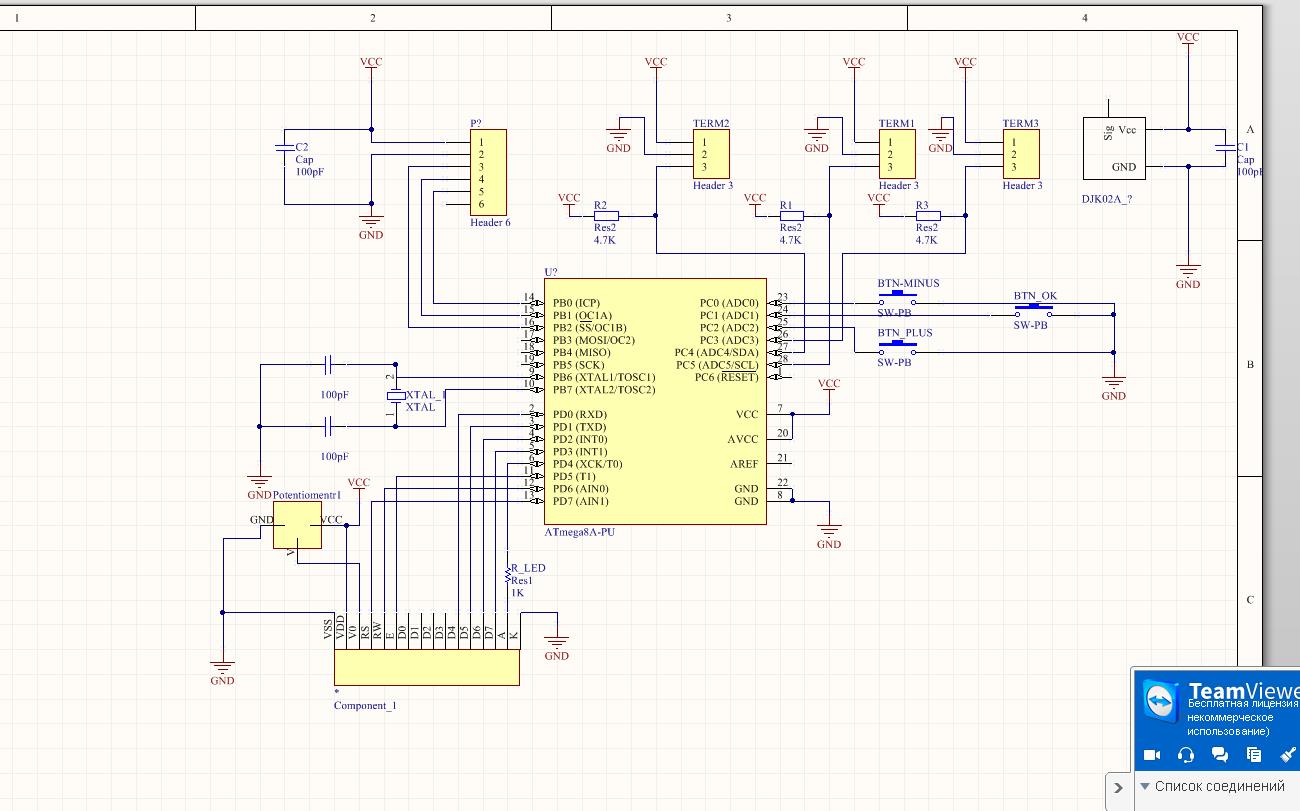 1
2
3
4
VCC
VCC
VCC
VCC
VCC
A
C2
Cap
100pF
P?
1
2
3
4
5
6
Header 6
GND
TERM2
1
2
3
Header 3
GND
TERM1
1
2
3
Header 3
GND
TERM3
1
2
3
Header 3
GND
Sig
Vcc
GND
DJK02A_?
C1
Cap
100pF
GND
VCC
R2
Res2
4.7K
VCC
R1
Res2
4.7K
VCC
R3
Res2
4.7K
U?
14 PB0 (ICP)
15 PB1 (OC1A)
16 PB2 (SS/OC1B)
17 PB3 (MOSI/OC2)
18 PB4 (MISO)
19 PB5 (SCK)
9 PB6 (XTAL1/TOSC1)
10 PB7 (XTAL2/TOSC2)
2 PD0 (RXD)
3 PD1 (TXD)
4 PD2 (INT0)
5 PD3 (INT1)
6 PD4 (XCK/T0)
11 PD5 (T1)
12 PD6 (AIN0)
13 PD7 (AIN1)
PC0 (ADC0) 23
PC1 (ADC1) 24
PC2 (ADC2) 25
PC3 (ADC3) 26
PC4 (ADC4/SDA) 27
PC5 (ADC5/SCL) 28
PC6 (RESET) 1
VCC 7
AVCC 20
AREF 21
GND 22
GND 8
ATmega8A-PU
BTN-MINUS
SW-PB
BTN_OK
SW-PB
BTN_PLUS
SW-PB
GND
B
VCC
GND
100pF
100pF
2
1
XTAL_1
XTAL
GND
Potiomentr1
GND
VCC
V
VCC
R_LED
Res1
1K
C
VSS
VDD
V0
RS
RW
E
D0
D1
D2
D3
D4
D5
D6
D7
A
K
GND
GND
*
Component_1
TeamViewe
Бесплатная лицензия
некоммерческое
использование)
Список соединений